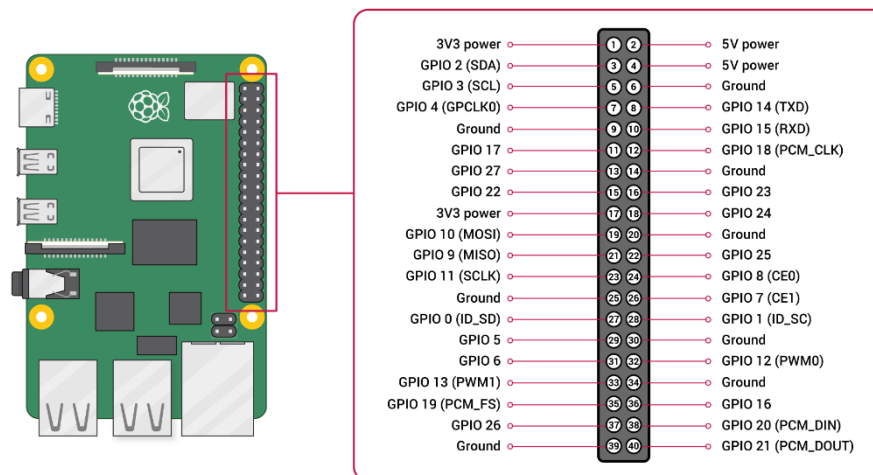 3V3 power 1 2 5V power
GPIO 2 (SDA) 3 4 5V power
GPIO 3 (SCL) 5 6 Ground
GPIO 4 (GPCLK0) 7 8 GPIO 14 (TXD)
Ground 9 10 GPIO 15 (RXD)
GPIO 17 11 12 GPIO 18 (PCM_CLK)
GPIO 27 13 14 Ground
GPIO 22 15 16 GPIO 23
3V3 power 17 18 GPIO 24
GPIO 10 (MOSI) 19 20 Ground
GPIO 9 (MISO) 21 22 GPIO 25
GPIO 11 (SCLK) 23 24 GPIO 8 (CE0)
Ground 25 26 GPIO 7 (CE1)
GPIO 0 (ID_SD) 27 28 GPIO 1 (ID_SC)
GPIO 5 29 30 Ground
GPIO 6 31 32 GPIO 12 (PWM0)
GPIO 13 (PWM1) 33 34 Ground
GPIO 19 (PCM_FS) 35 36 GPIO 16
GPIO 26 37 38 GPIO 20 (PCM_DIN)
Ground 39 40 GPIO 21 (PCM_DOUT)